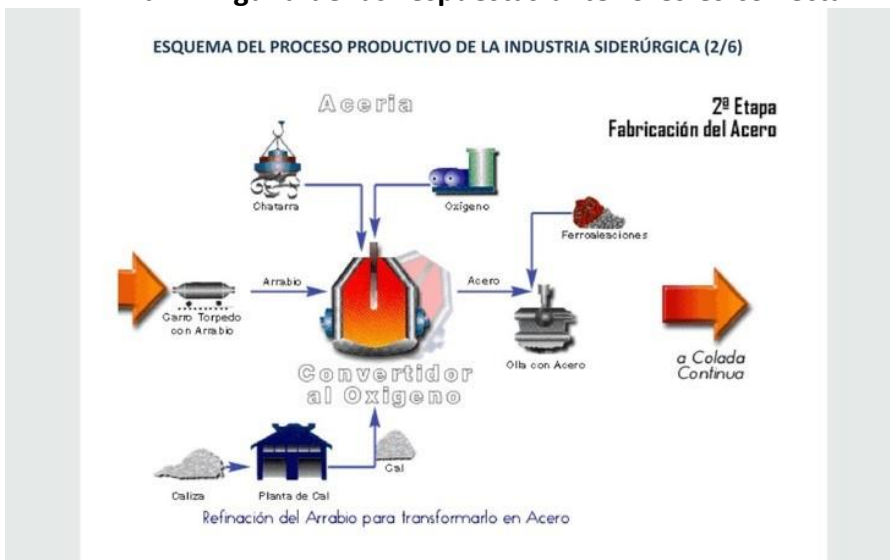 ESQUEMA DEL PROCESO PRODUCTIVO DE LA INDUSTRIA SIDERÚRGICA (2/6)
Aceria
2ª Etapa
Fabricación del Acero
Chatarra
Oxígeno
Ferroaleaciones
Arrabio
Acero
Carro Torpedo
con Arrabio
Olla con Acero
a Colada
Continua
Convertidor
al Oxigeno
Cal
Caliza
Planta de Cal
Refinación del Arrabio para transformarlo en Acero